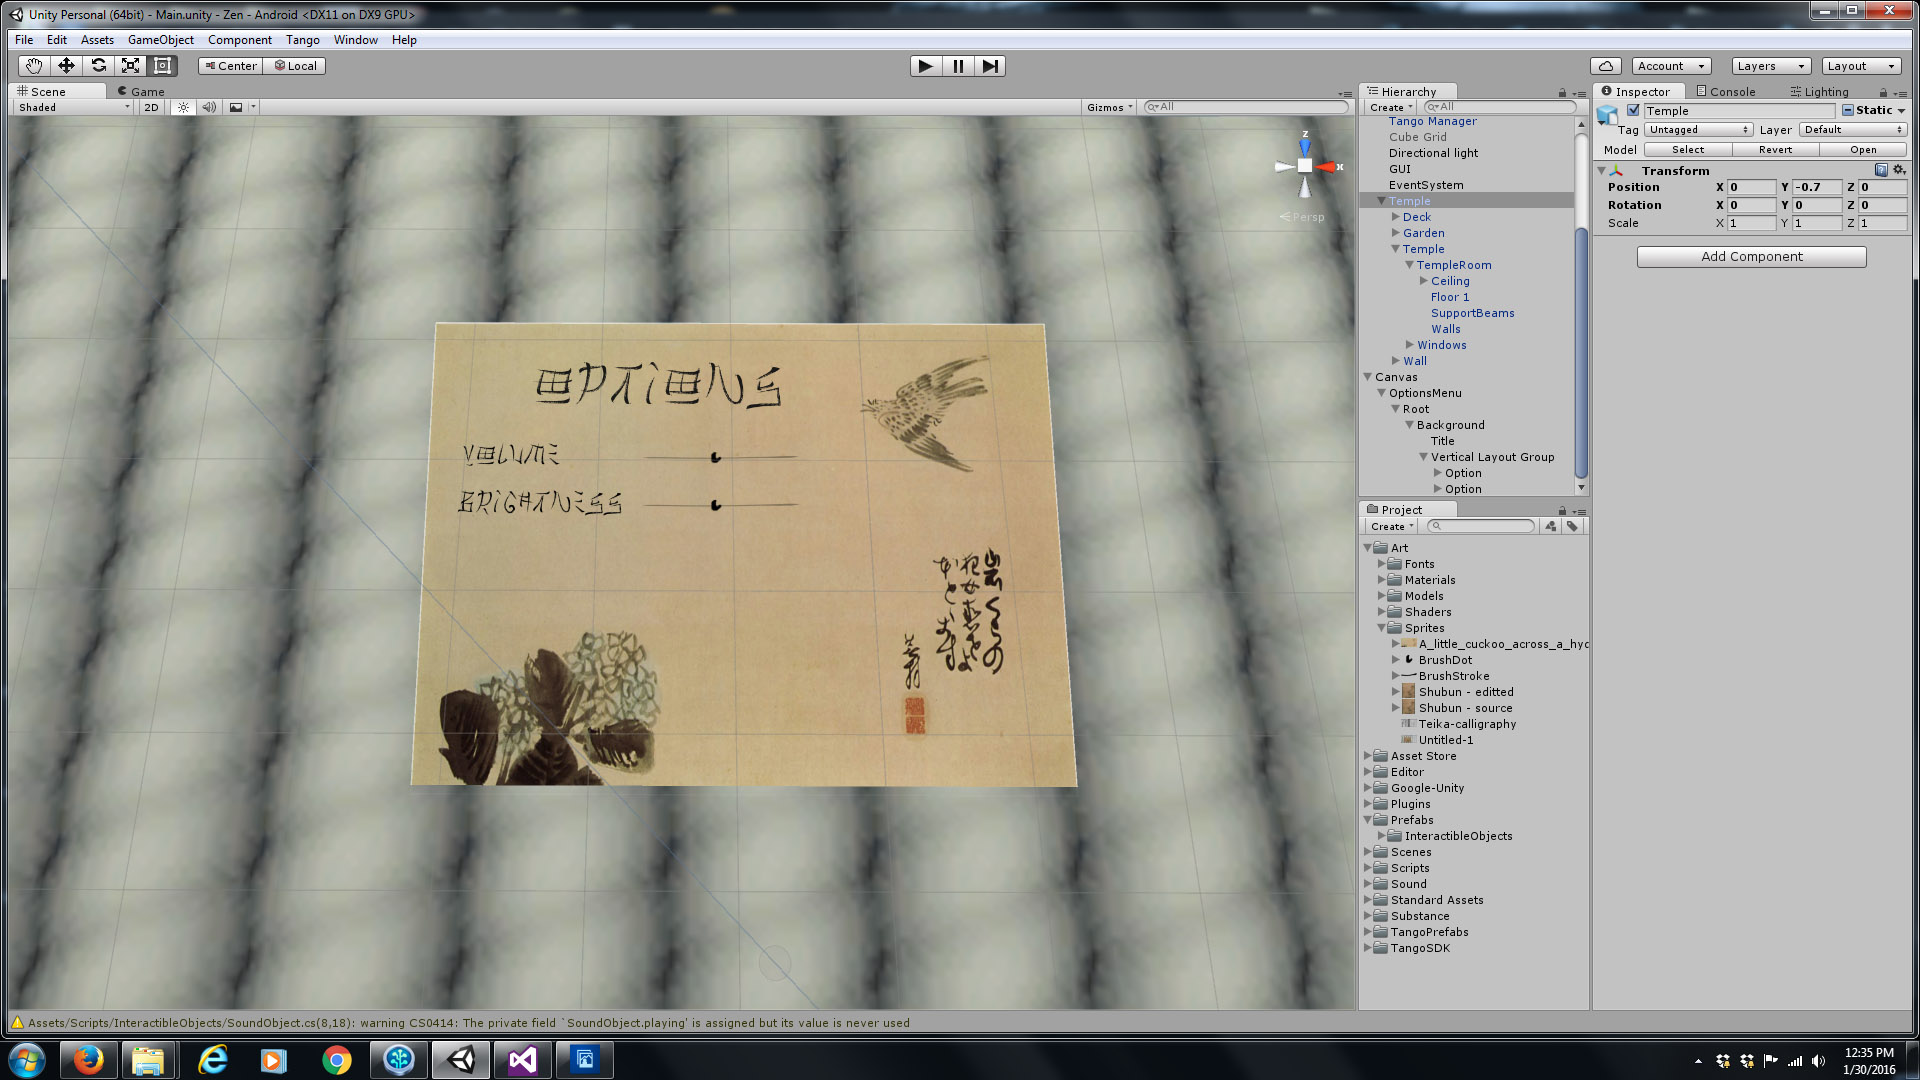 Unity Personal (64bit) - Main.unity - Zen - Android <DX11 on DX9 GPU>
File Edit Assets GameObject Component Tango Window Help
Center Local
Account Layers Layout
Scene Game
Shaded 2D Gizmos All
z
x
Persp
OPTIONS
VOLUME
BRIGHTNESS
Hierarchy
Create All
Tango Manager
Cube Grid
Directional light
GUI
EventSystem
Temple
Deck
Garden
Temple
TempleRoom
Ceiling
Floor 1
SupportBeams
Walls
Windows
Wall
Canvas
OptionsMenu
Root
Background
Title
Vertical Layout Group
Option
Option
Project
Create
Art
Fonts
Materials
Models
Shaders
Sprites
A_little_cuckoo_across_a_hyd
BrushDot
BrushStroke
Shubun - editted
Shubun - source
Teika-calligraphy
Untitled-1
Asset Store
Editor
Google-Unity
Plugins
Prefabs
InteractibleObjects
Scenes
Scripts
Sound
Standard Assets
Substance
TangoPrefabs
TangoSDK
Inspector Console Lighting
Temple Static
Tag Untagged Layer Default
Model Select Revert Open
Transform
Position X 0 Y -0.7 Z 0
Rotation X 0 Y 0 Z 0
Scale X 1 Y 1 Z 1
Add Component
Assets/Scripts/InteractibleObjects/SoundObject.cs(8,18): warning CS0414: The private field `SoundObject.playing' is assigned but its value is never used
12:35 PM
1/30/2016